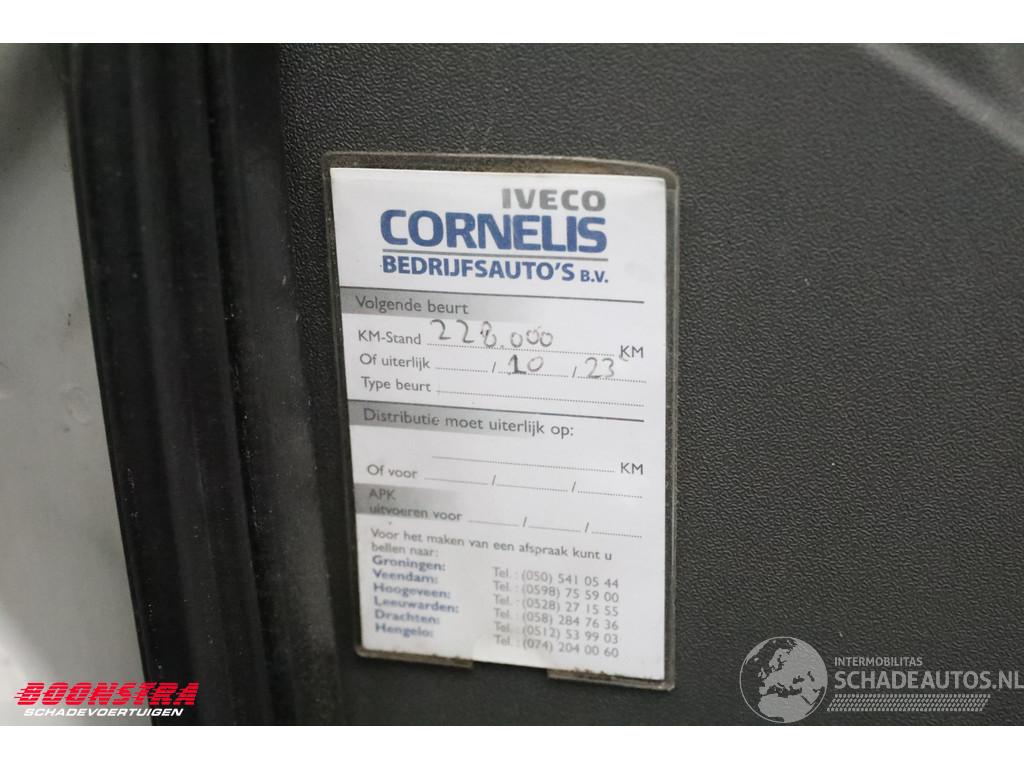 IVECO
CORNELIS
BEDRIJFSAUTO'S B.V.
Volgende beurt
KM-Stand 228.000 KM
Of uiterlijk / 10 / 23
Type beurt
Distributie moet uiterlijk op:
KM
Of voor / /
APK
uitvoeren voor / /
Voor het maken van een afspraak kunt u
bellen naar:
Groningen: Tel.: (050) 541 05 44
Veendam: Tel.: (0598) 75 59 00
Hoogeveen: Tel.: (0528) 27 15 55
Leeuwarden: Tel.: (058) 284 76 36
Drachten: Tel.: (0512) 53 99 03
Hengelo: Tel.: (074) 204 00 60
BOONSTRA
SCHADEVOERTUIGEN
INTERMOBILITAS
SCHADEAUTOS.NL